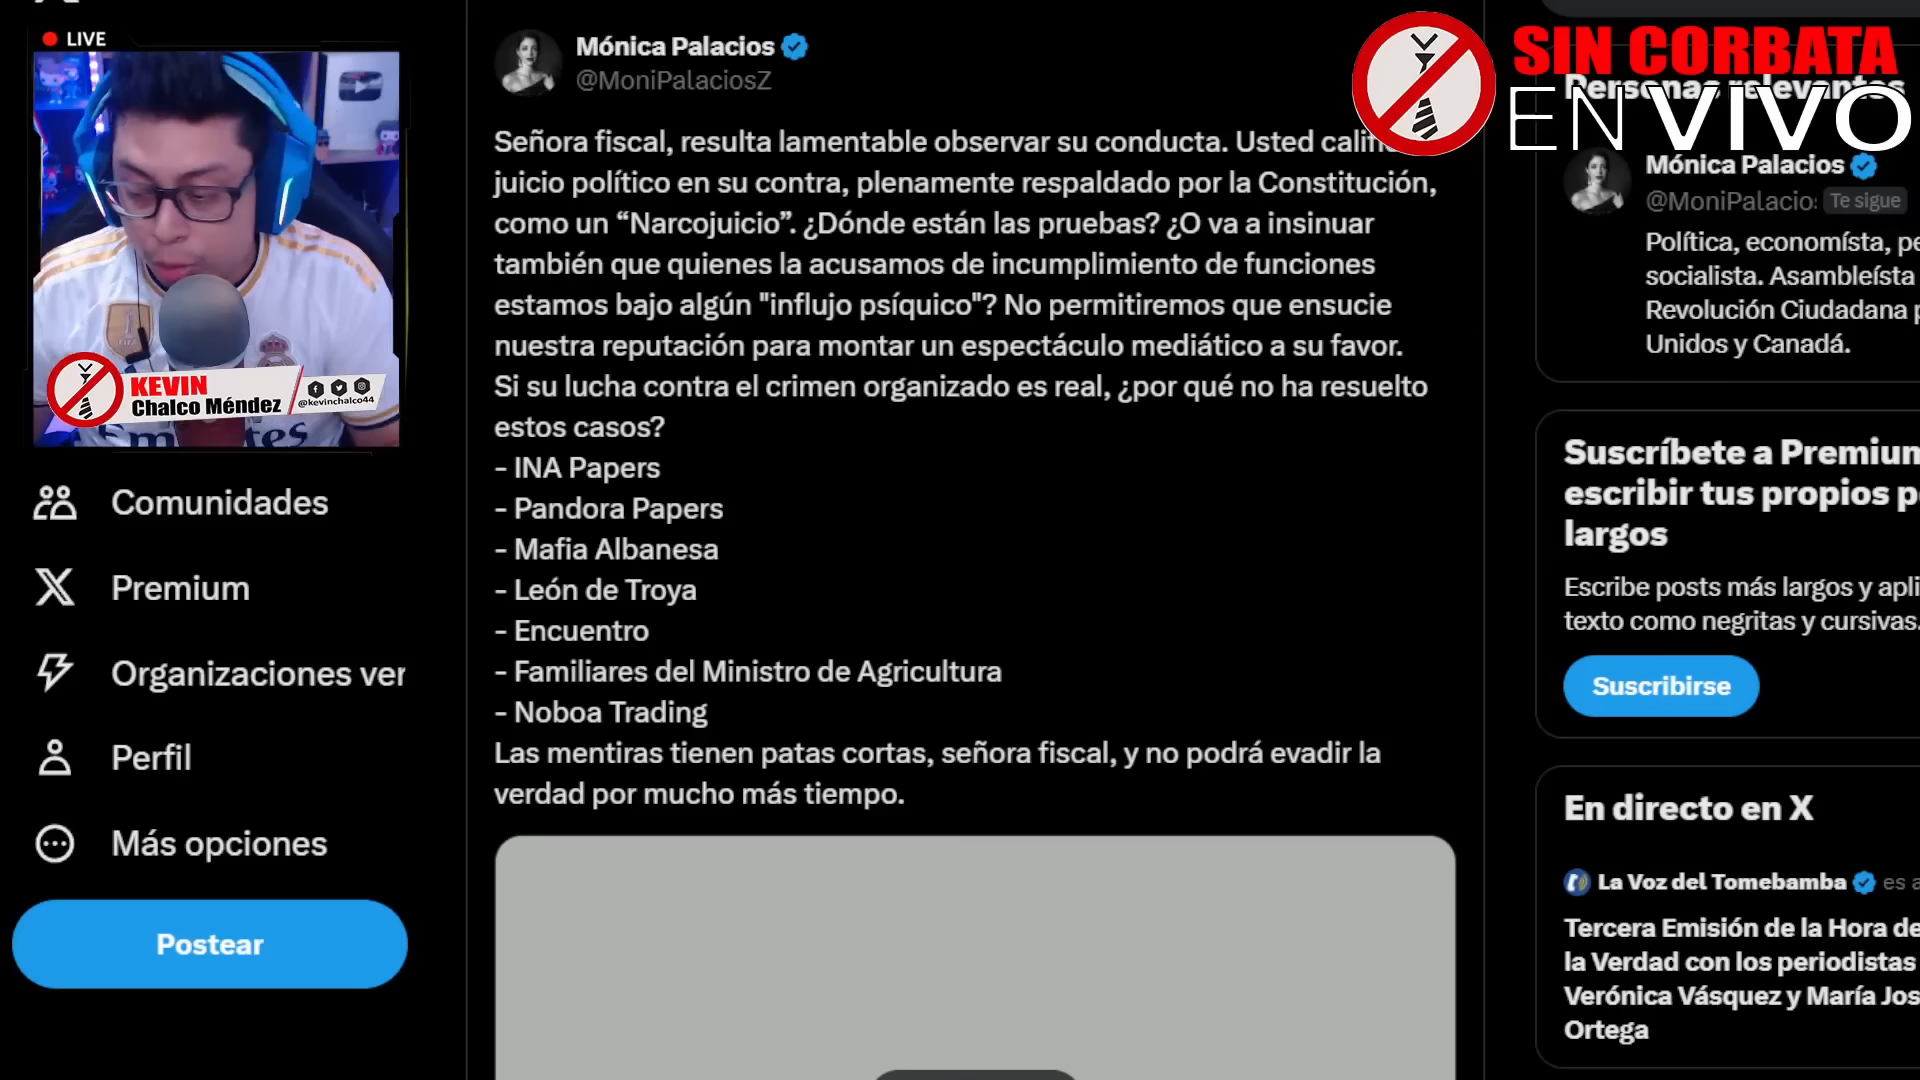 LIVE
KEVIN
Chalco Méndez
@kevinchalco44
Comunidades
Premium
Organizaciones ver
Perfil
Más opciones
Postear
Mónica Palacios
@MoniPalaciosZ
Señora fiscal, resulta lamentable observar su conducta. Usted califi
juicio político en su contra, plenamente respaldado por la Constitución,
como un “Narcojuicio”. ¿Dónde están las pruebas? ¿O va a insinuar
también que quienes la acusamos de incumplimiento de funciones
estamos bajo algún "influjo psíquico"? No permitiremos que ensucie
nuestra reputación para montar un espectáculo mediático a su favor.
Si su lucha contra el crimen organizado es real, ¿por qué no ha resuelto
estos casos?
- INA Papers
- Pandora Papers
- Mafia Albanesa
- León de Troya
- Encuentro
- Familiares del Ministro de Agricultura
- Noboa Trading
Las mentiras tienen patas cortas, señora fiscal, y no podrá evadir la
verdad por mucho más tiempo.
SIN CORBATA
EN VIVO
Personas relevantes
Mónica Palacios
@MoniPalacio
Te sigue
Política, economísta, pe
socialista. Asambleísta
Revolución Ciudadana p
Unidos y Canadá.
Suscríbete a Premium
escribir tus propios p
largos
Escribe posts más largos y apli
texto como negritas y cursivas.
Suscribirse
En directo en X
La Voz del Tomebamba
es a
Tercera Emisión de la Hora de
la Verdad con los periodistas
Verónica Vásquez y María Jos
Ortega